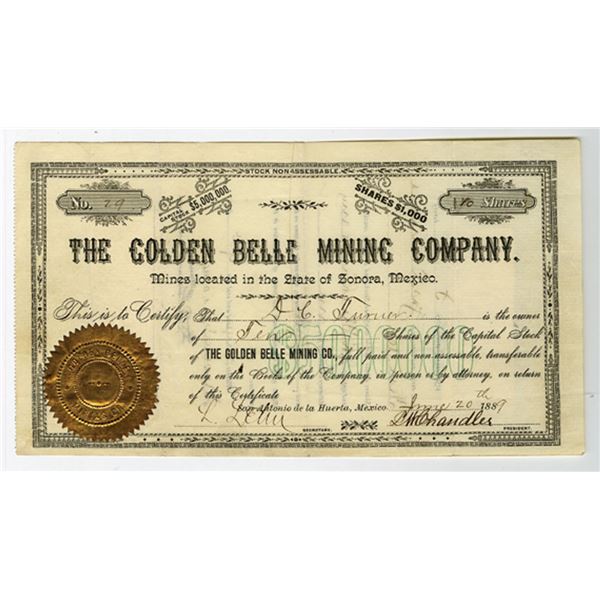 STOCK NON ASSESSABLE
No. 29
CAPITAL STOCK $5,000,000.
SHARES $1,000
Shares
THE GOLDEN BELLE MINING COMPANY.
Mines located in the State of Sonora, Mexico.
This is to Certify, That D. C. Turner is the owner
of Ten Shares of the Capital Stock
of THE GOLDEN BELLE MINING CO., full paid and non assessable, transferable
only on the Books of the Company, in person or by attorney, on return
of this Certificate
San Antonio de la Huerta, Mexico June 20th 1889
Chandler
SECRETARY.
PRESIDENT.